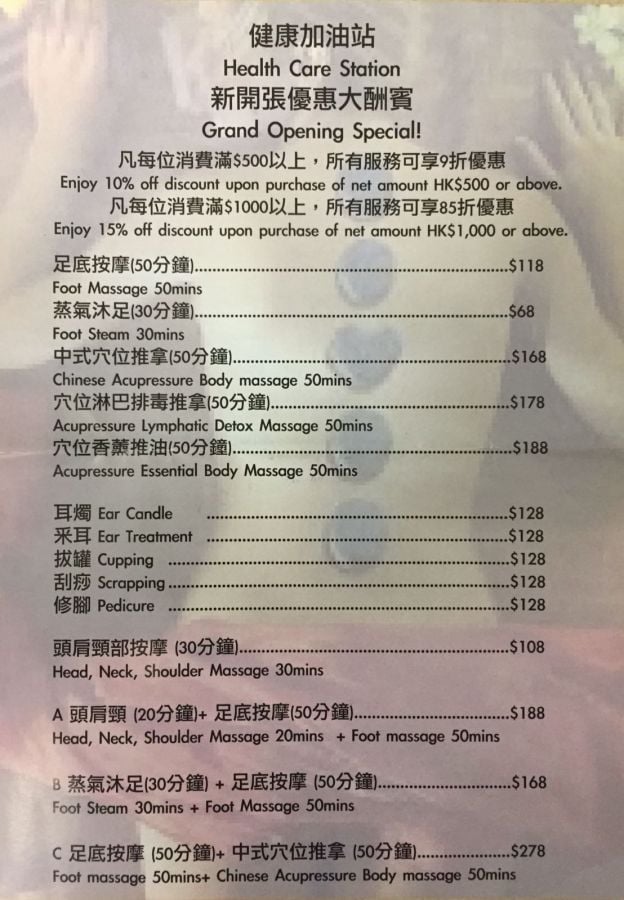 健康加油站
Health Care Station
新開張優惠大酬賓
Grand Opening Special!
凡每位消費滿$500以上，所有服務可享9折優惠
Enjoy 10% off discount upon purchase of net amount HK$500 or above.
凡每位消費滿$1000以上，所有服務可享85折優惠
Enjoy 15% off discount upon purchase of net amount HK$1,000 or above.
足底按摩(50分鐘)................................................$118
Foot Massage 50mins
蒸氣沐足(30分鐘)................................................$68
Foot Steam 30mins
中式穴位推拿(50分鐘)..........................................$168
Chinese Acupressure Body massage 50mins
穴位淋巴排毒推拿(50分鐘)....................................$178
Acupressure Lymphatic Detox Massage 50mins
穴位香薰推油(50分鐘)..........................................$188
Acupressure Essential Body Massage 50mins
耳燭 Ear Candle ..............................................$128
釆耳 Ear Treatment ..............................................$128
拔罐 Cupping ....................................................$128
刮痧 Scrapping....................................................$128
修腳 Pedicure ....................................................$128
頭肩頸部按摩 (30分鐘)........................................$108
Head, Neck, Shoulder Massage 30mins
A 頭肩頸 (20分鐘)+ 足底按摩(50分鐘)........................$188
Head, Neck, Shoulder Massage 20mins + Foot massage 50mins
B 蒸氣沐足(30分鐘) + 足底按摩 (50分鐘)....................$168
Foot Steam 30mins + Foot Massage 50mins
C 足底按摩 (50分鐘)+ 中式穴位推拿 (50分鐘)..............$278
Foot massage 50mins+ Chinese Acupressure Body massage 50mins